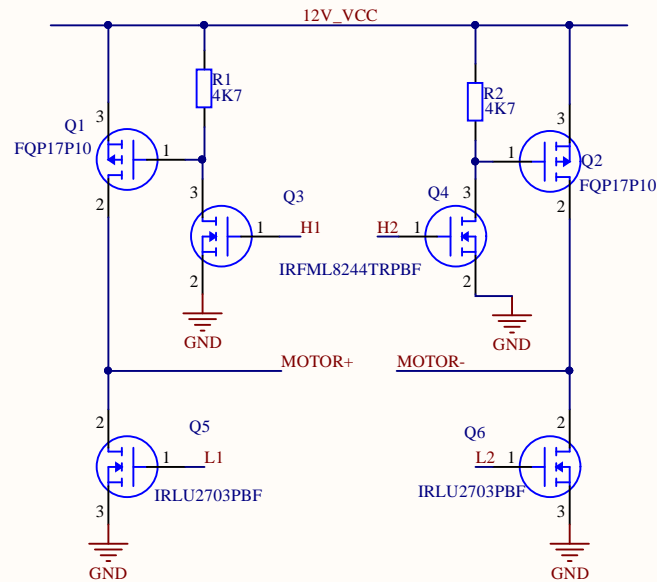 12V_VCC
R1
4K7
R2
4K7
Q1
FQP17P10
3
1
2
3
1
2
Q2
FQP17P10
3
1
2
Q3
H1
H2
Q4
3
1
2
IRFML8244TRPBF
GND
GND
MOTOR+
MOTOR-
2
1
3
Q5
L1
IRLU2703PBF
Q6
L2
1
2
3
IRLU2703PBF
GND
GND